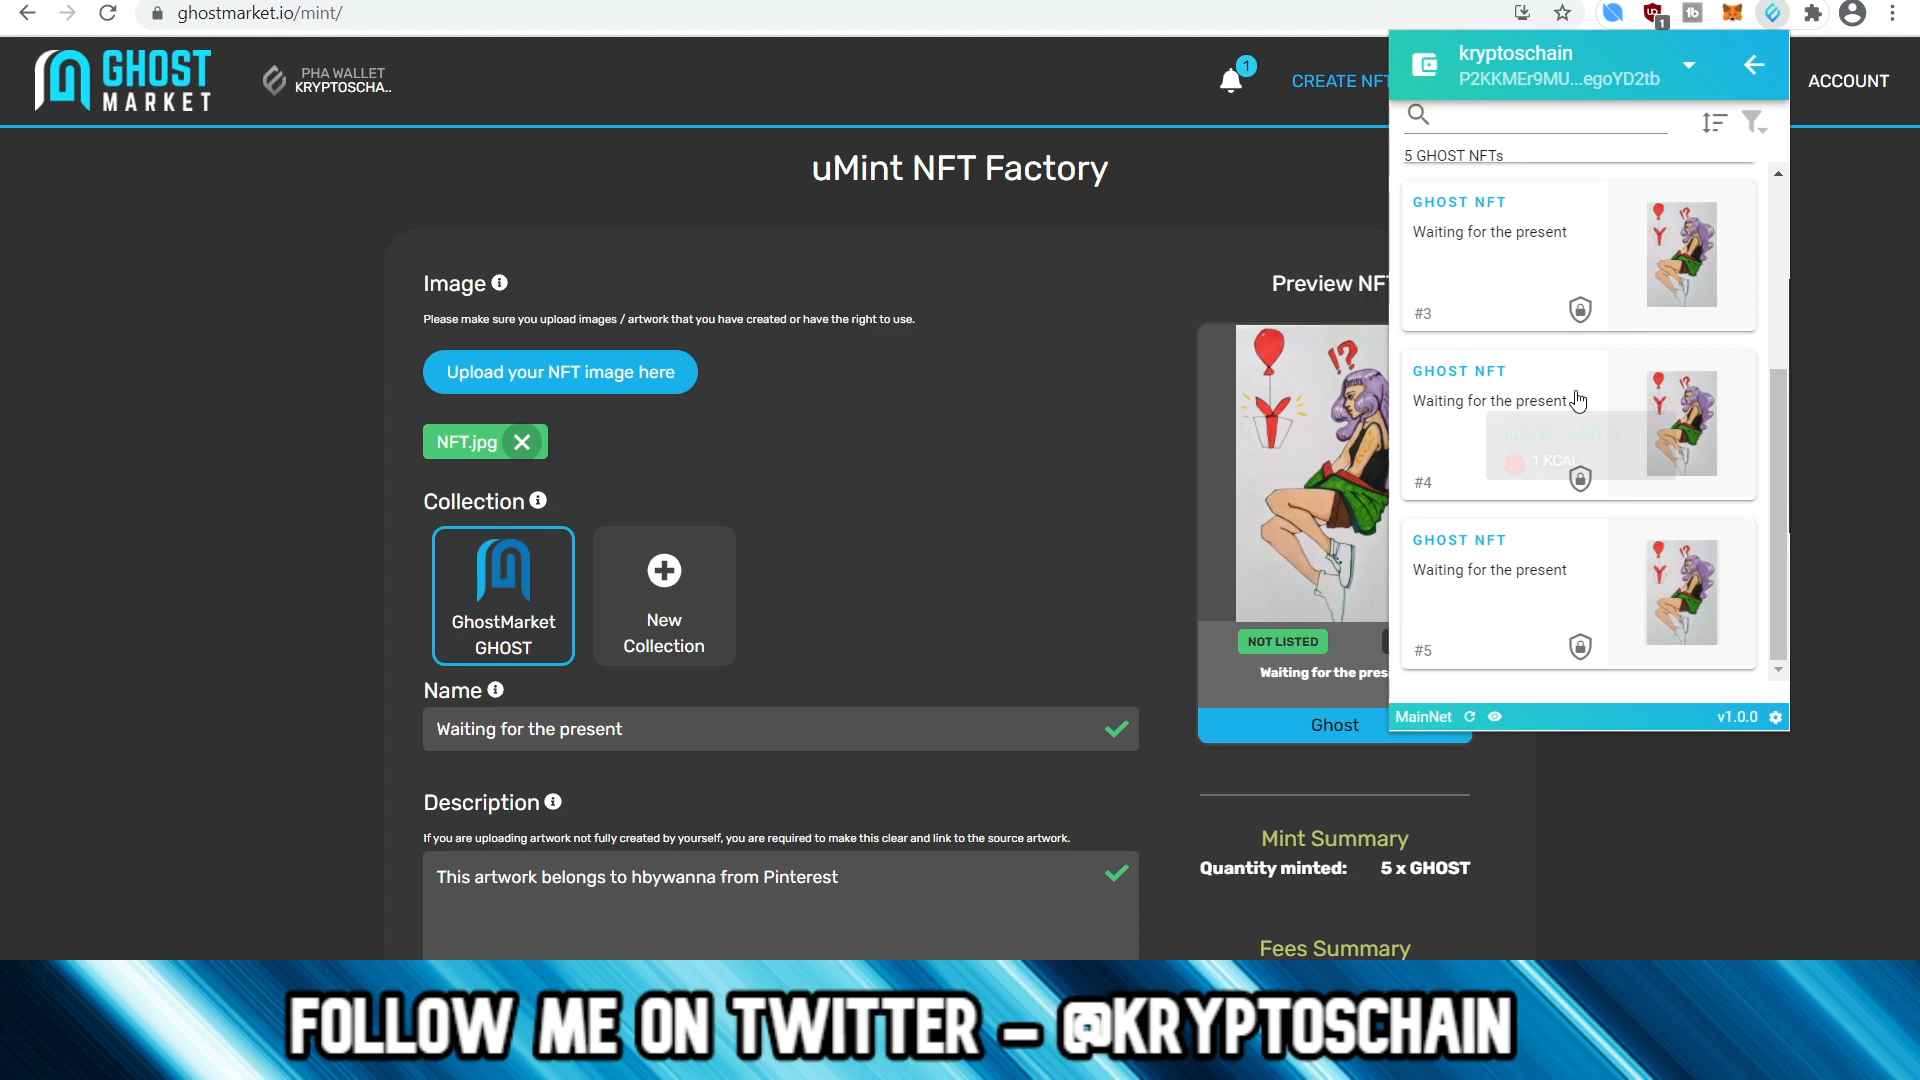 ghostmarket.io/mint/
GHOST
MARKET
PHA WALLET
KRYPTOSCHA..
1
CREATE NFT
ACCOUNT
uMint NFT Factory
Image
Please make sure you upload images / artwork that you have created or have the right to use.
Upload your NFT image here
NFT.jpg
Collection
GhostMarket
GHOST
New
Collection
Name
Waiting for the present
Description
If you are uploading artwork not fully created by yourself, you are required to make this clear and link to the source artwork.
This artwork belongs to hbywanna from Pinterest
Preview NFT
!?
NOT LISTED
Waiting for the pres
Ghost
Mint Summary
Quantity minted: 5 x GHOST
Fees Summary
1
kryptoschain
P2KKMEr9MU...egoYD2tb
5 GHOST NFTs
GHOST NFT
Waiting for the present
#3
GHOST NFT
Waiting for the present
1 KCAL
#4
GHOST NFT
Waiting for the present
#5
MainNet
v1.0.0
FOLLOW ME ON TWITTER – @KRYPTOSCHAIN